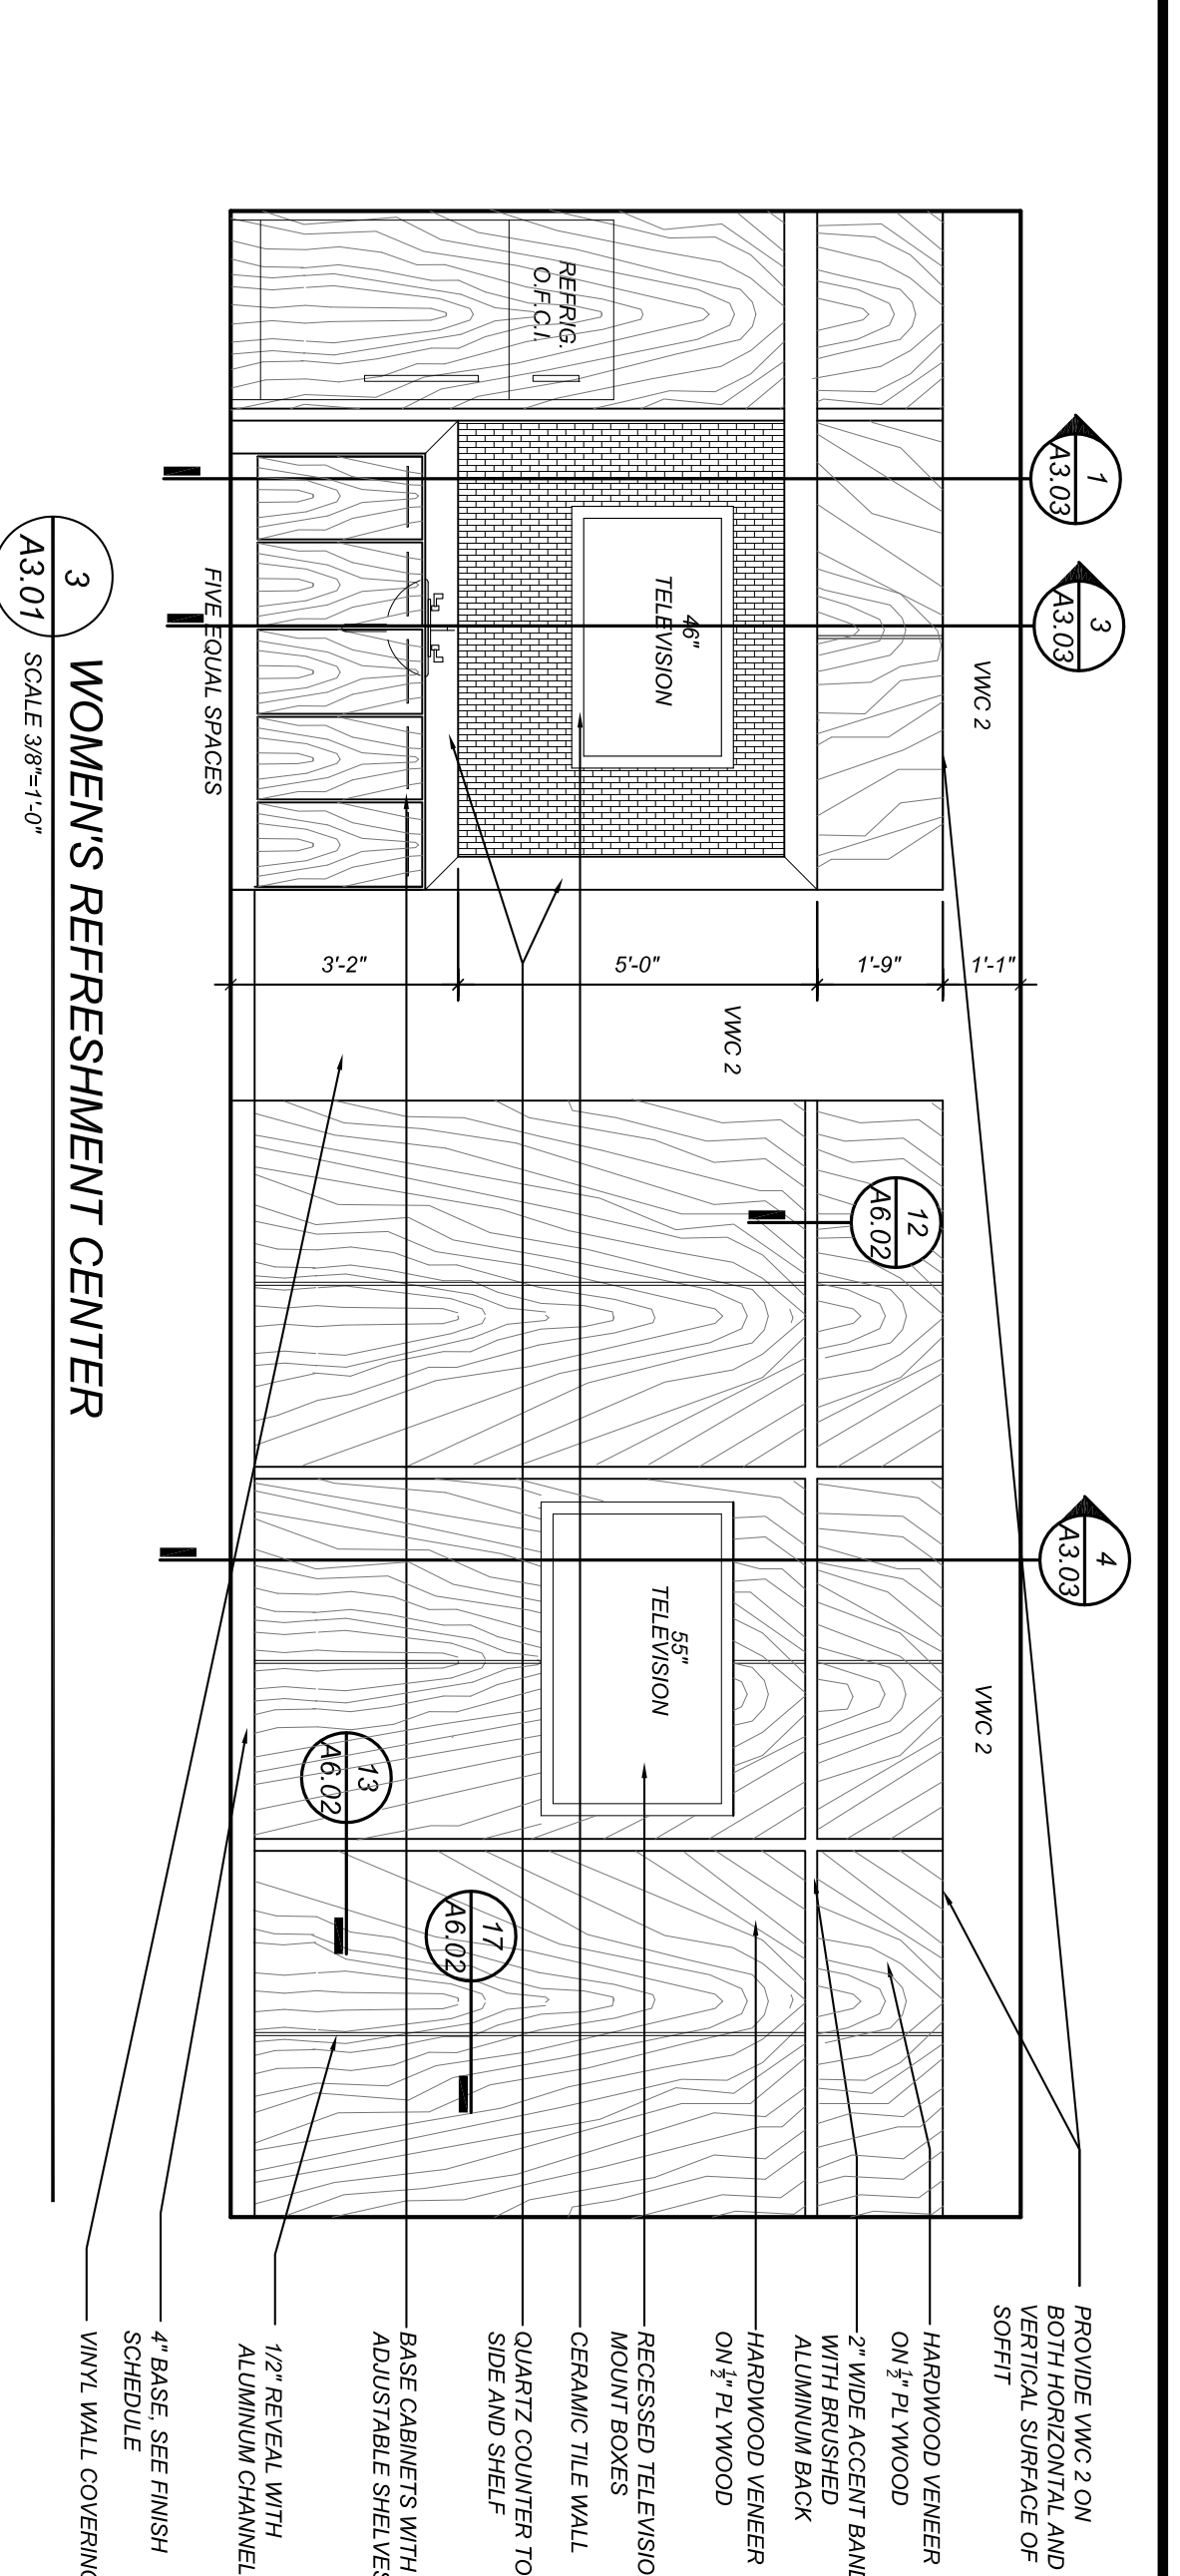 1
A3.03
3
A3.03
4
A3.03
VWC 2
VWC 2
12
A6.02
REFRIG.
O.F.C.I.
46"
TELEVISION
55"
TELEVISION
VWC 2
1'-1"
1'-9"
5'-0"
3'-2"
13
A6.02
17
A6.02
FIVE EQUAL SPACES
PROVIDE VWC 2 ON
BOTH HORIZONTAL AND
VERTICAL SURFACE OF
SOFFIT
HARDWOOD VENEER
ON 1/2" PLYWOOD
2" WIDE ACCENT BAND
WITH BRUSHED
ALUMINUM BACK
HARDWOOD VENEER
ON 1/2" PLYWOOD
RECESSED TELEVISIO
MOUNT BOXES
CERAMIC TILE WALL
QUARTZ COUNTER TO
SIDE AND SHELF
BASE CABINETS WITH
ADJUSTABLE SHELVES
1/2" REVEAL WITH
ALUMINUM CHANNEL
4" BASE, SEE FINISH
SCHEDULE
VINYL WALL COVERING
3
A3.01
WOMEN'S REFRESHMENT CENTER
SCALE 3/8"=1'-0"